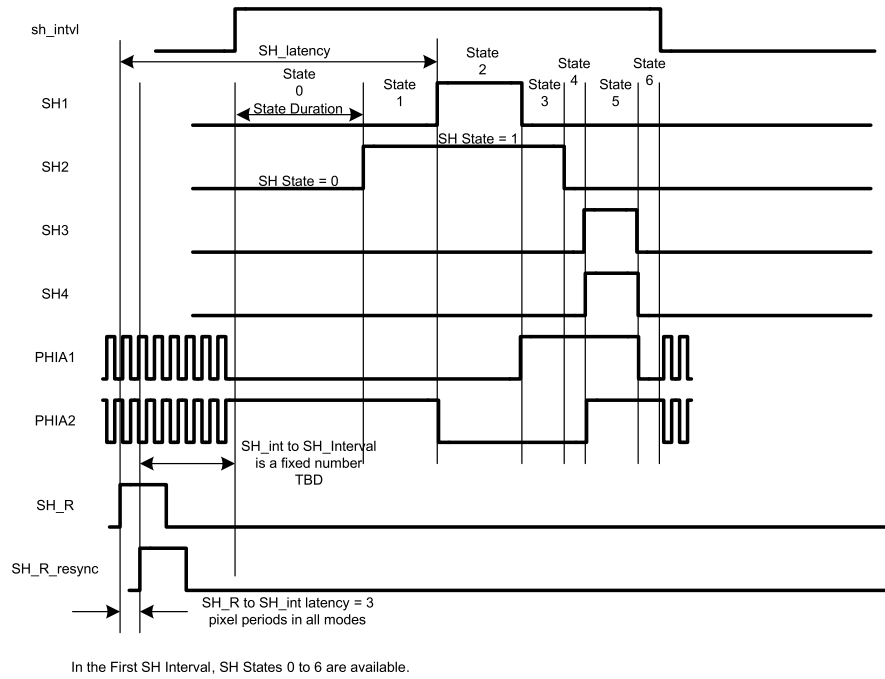 sh_intvl
SH_latency
State
0
State
1
State
2
State
3
State
4
State
5
State
6
SH1
State Duration
SH2
SH State = 1
SH State = 0
SH3
SH4
PHIA1
PHIA2
SH_int to SH_Interval
is a fixed number
TBD
SH_R
SH_R_resync
SH_R to SH_int latency = 3
pixel periods in all modes
In the First SH Interval, SH States 0 to 6 are available.